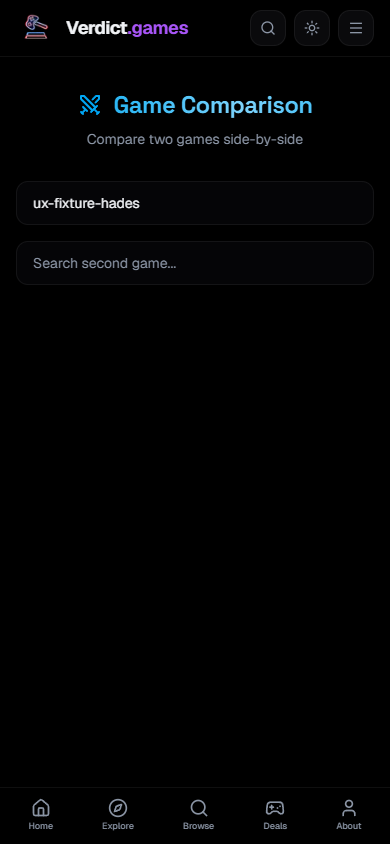 Verdict.games
Game Comparison
Compare two games side-by-side
ux-fixture-hades
Search second game...
Home
Explore
Browse
Deals
About